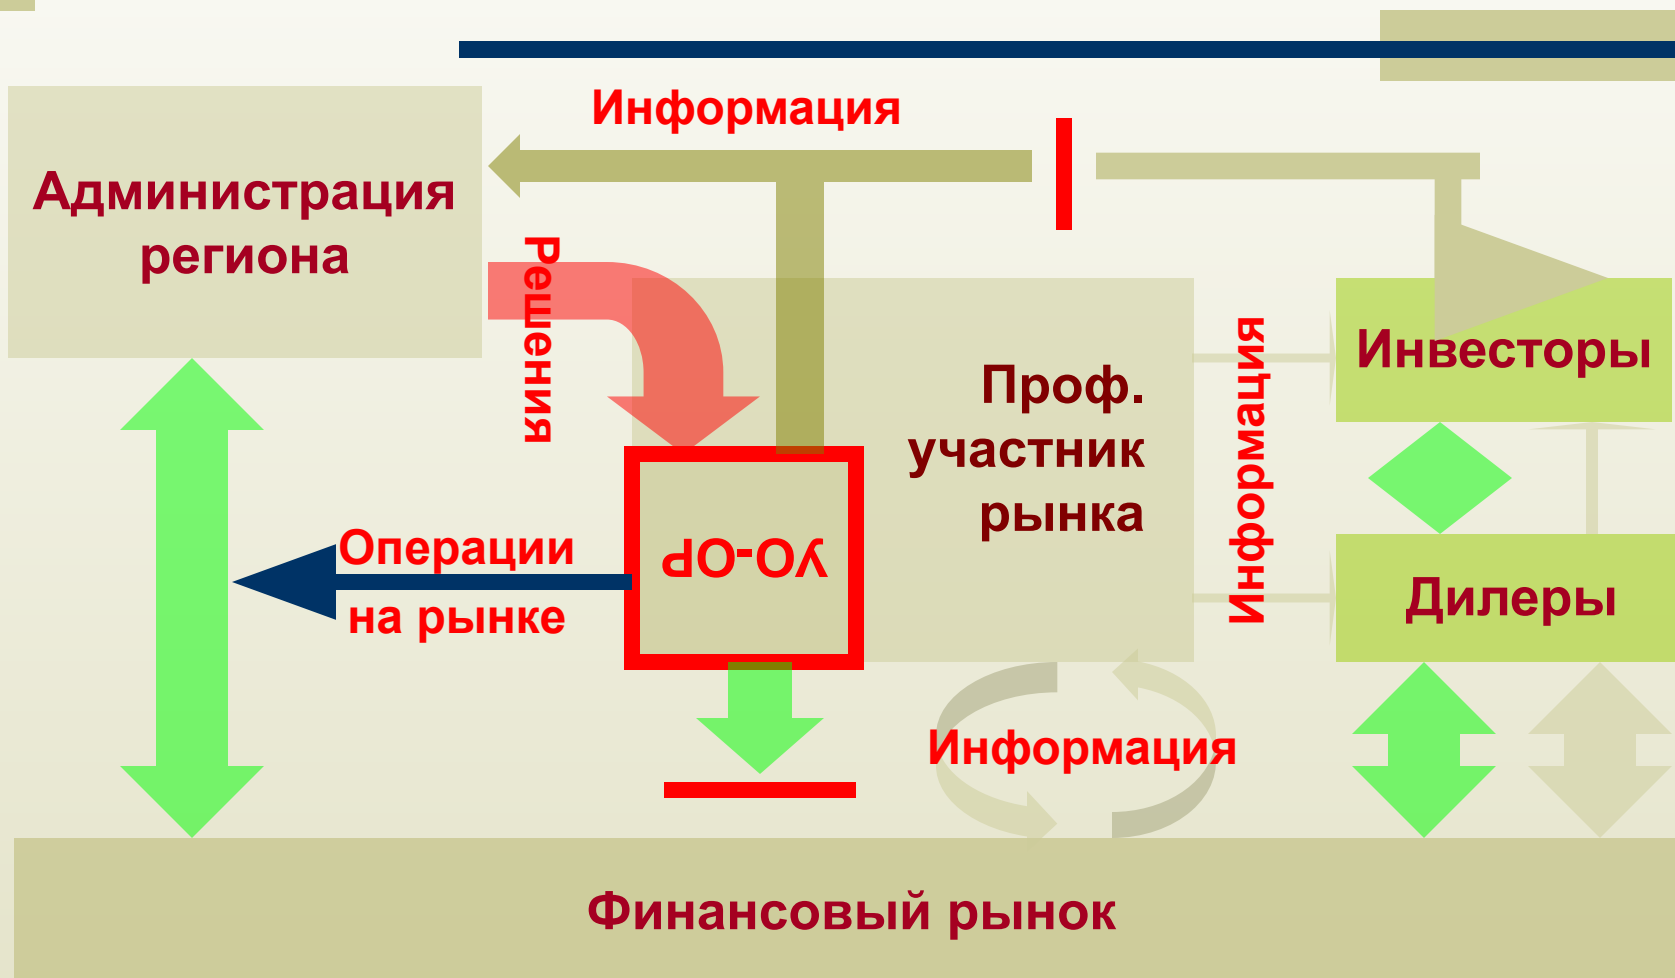 Информация
Администрация
региона
Решения
Проф.
участник
рынка
Информация
Инвесторы
Операции
на рынке
УО-ОР
Дилеры
Информация
Финансовый рынок